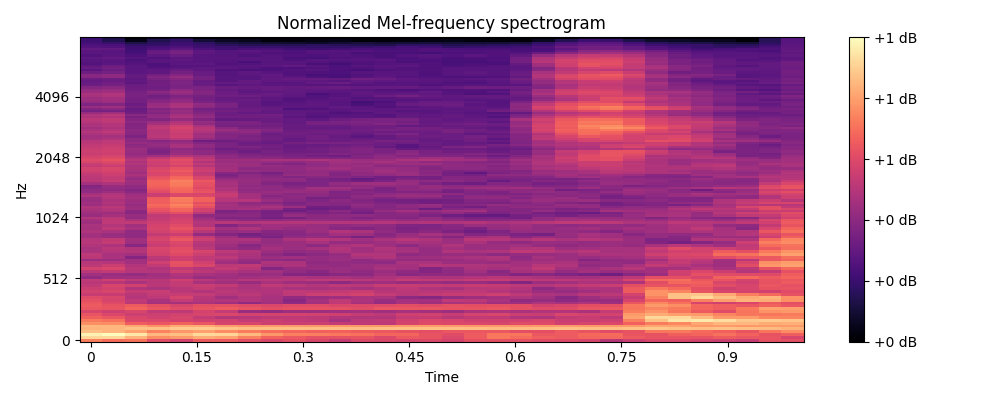 Normalized Mel-frequency spectrogram
Hz
4096
2048
1024
512
0
0 0.15 0.3 0.45 0.6 0.75 0.9
Time
+1 dB
+1 dB
+1 dB
+0 dB
+0 dB
+0 dB